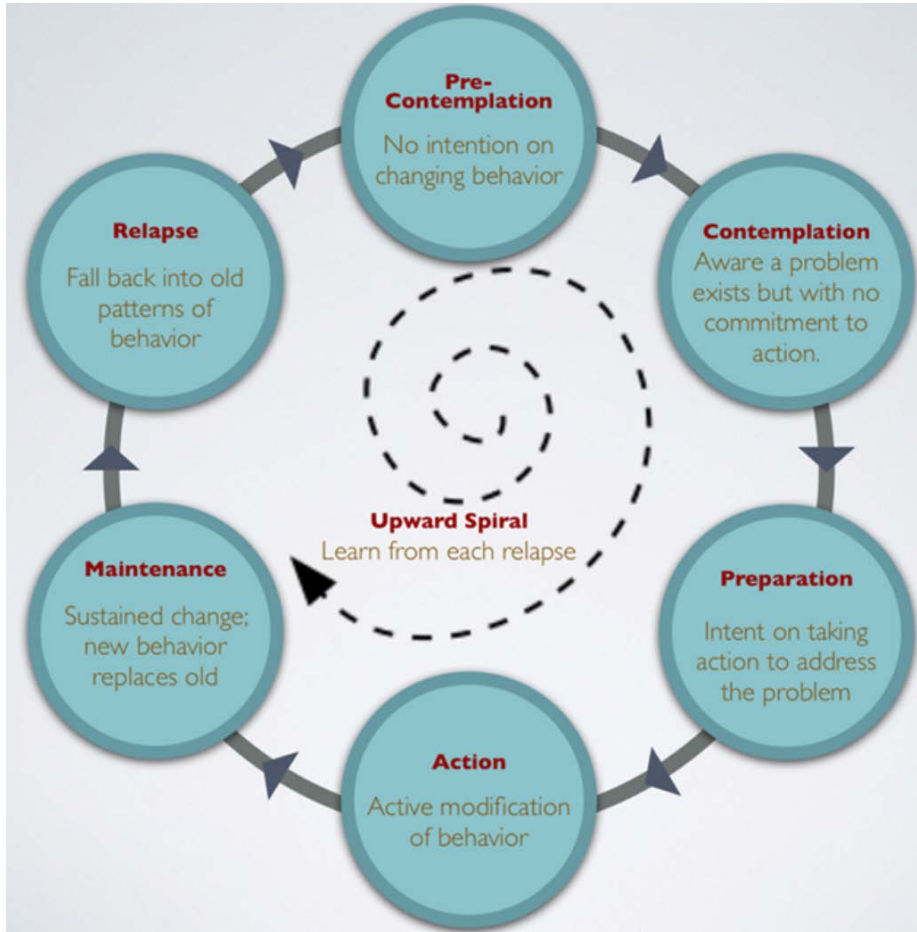 Pre-
Contemplation
No intention on
changing behavior
Contemplation
Aware a problem
exists but with no
commitment to
action.
Preparation
Intent on taking
action to address
the problem
Action
Active modification
of behavior
Maintenance
Sustained change;
new behavior
replaces old
Relapse
Fall back into old
patterns of
behavior
Upward Spiral
Learn from each relapse